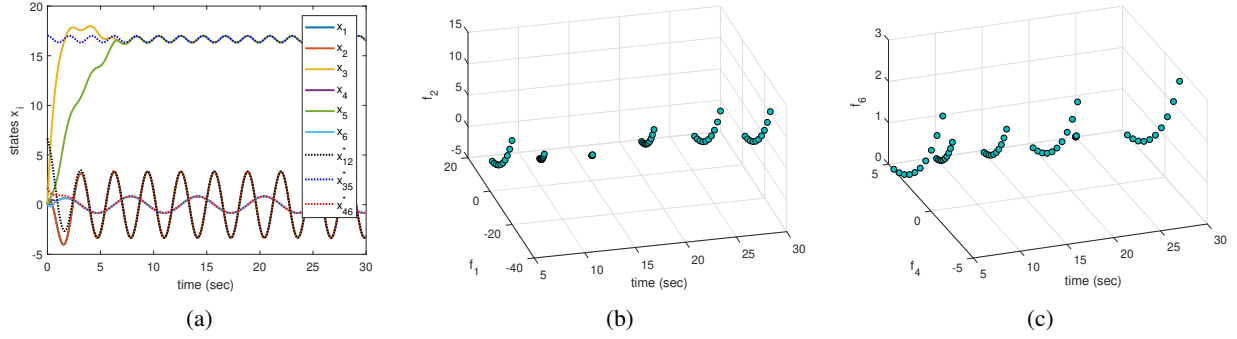 20
15
10
5
0
-5
states x_i
0
5
10
15
20
25
30
time (sec)
x_1
x_2
x_3
x_4
x_5
x_6
x^*_12
x^*_35
x^*_46
(a)
15
10
5
0
-5
f_2
20
0
-20
-40
f_1
5
10
15
20
25
30
time (sec)
(b)
3
2
1
0
f_6
5
0
-5
f_4
5
10
15
20
25
30
time (sec)
(c)